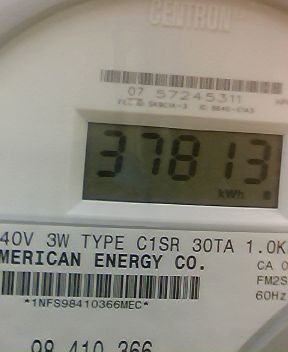 CENTRON
07 57245311
37813
kWh
40V 3W TYPE C1SR 30TA 1.0K
MERICAN ENERGY CO.
CA 0
FM2S
*1NFS98410366MEC*
60Hz
98 410 366